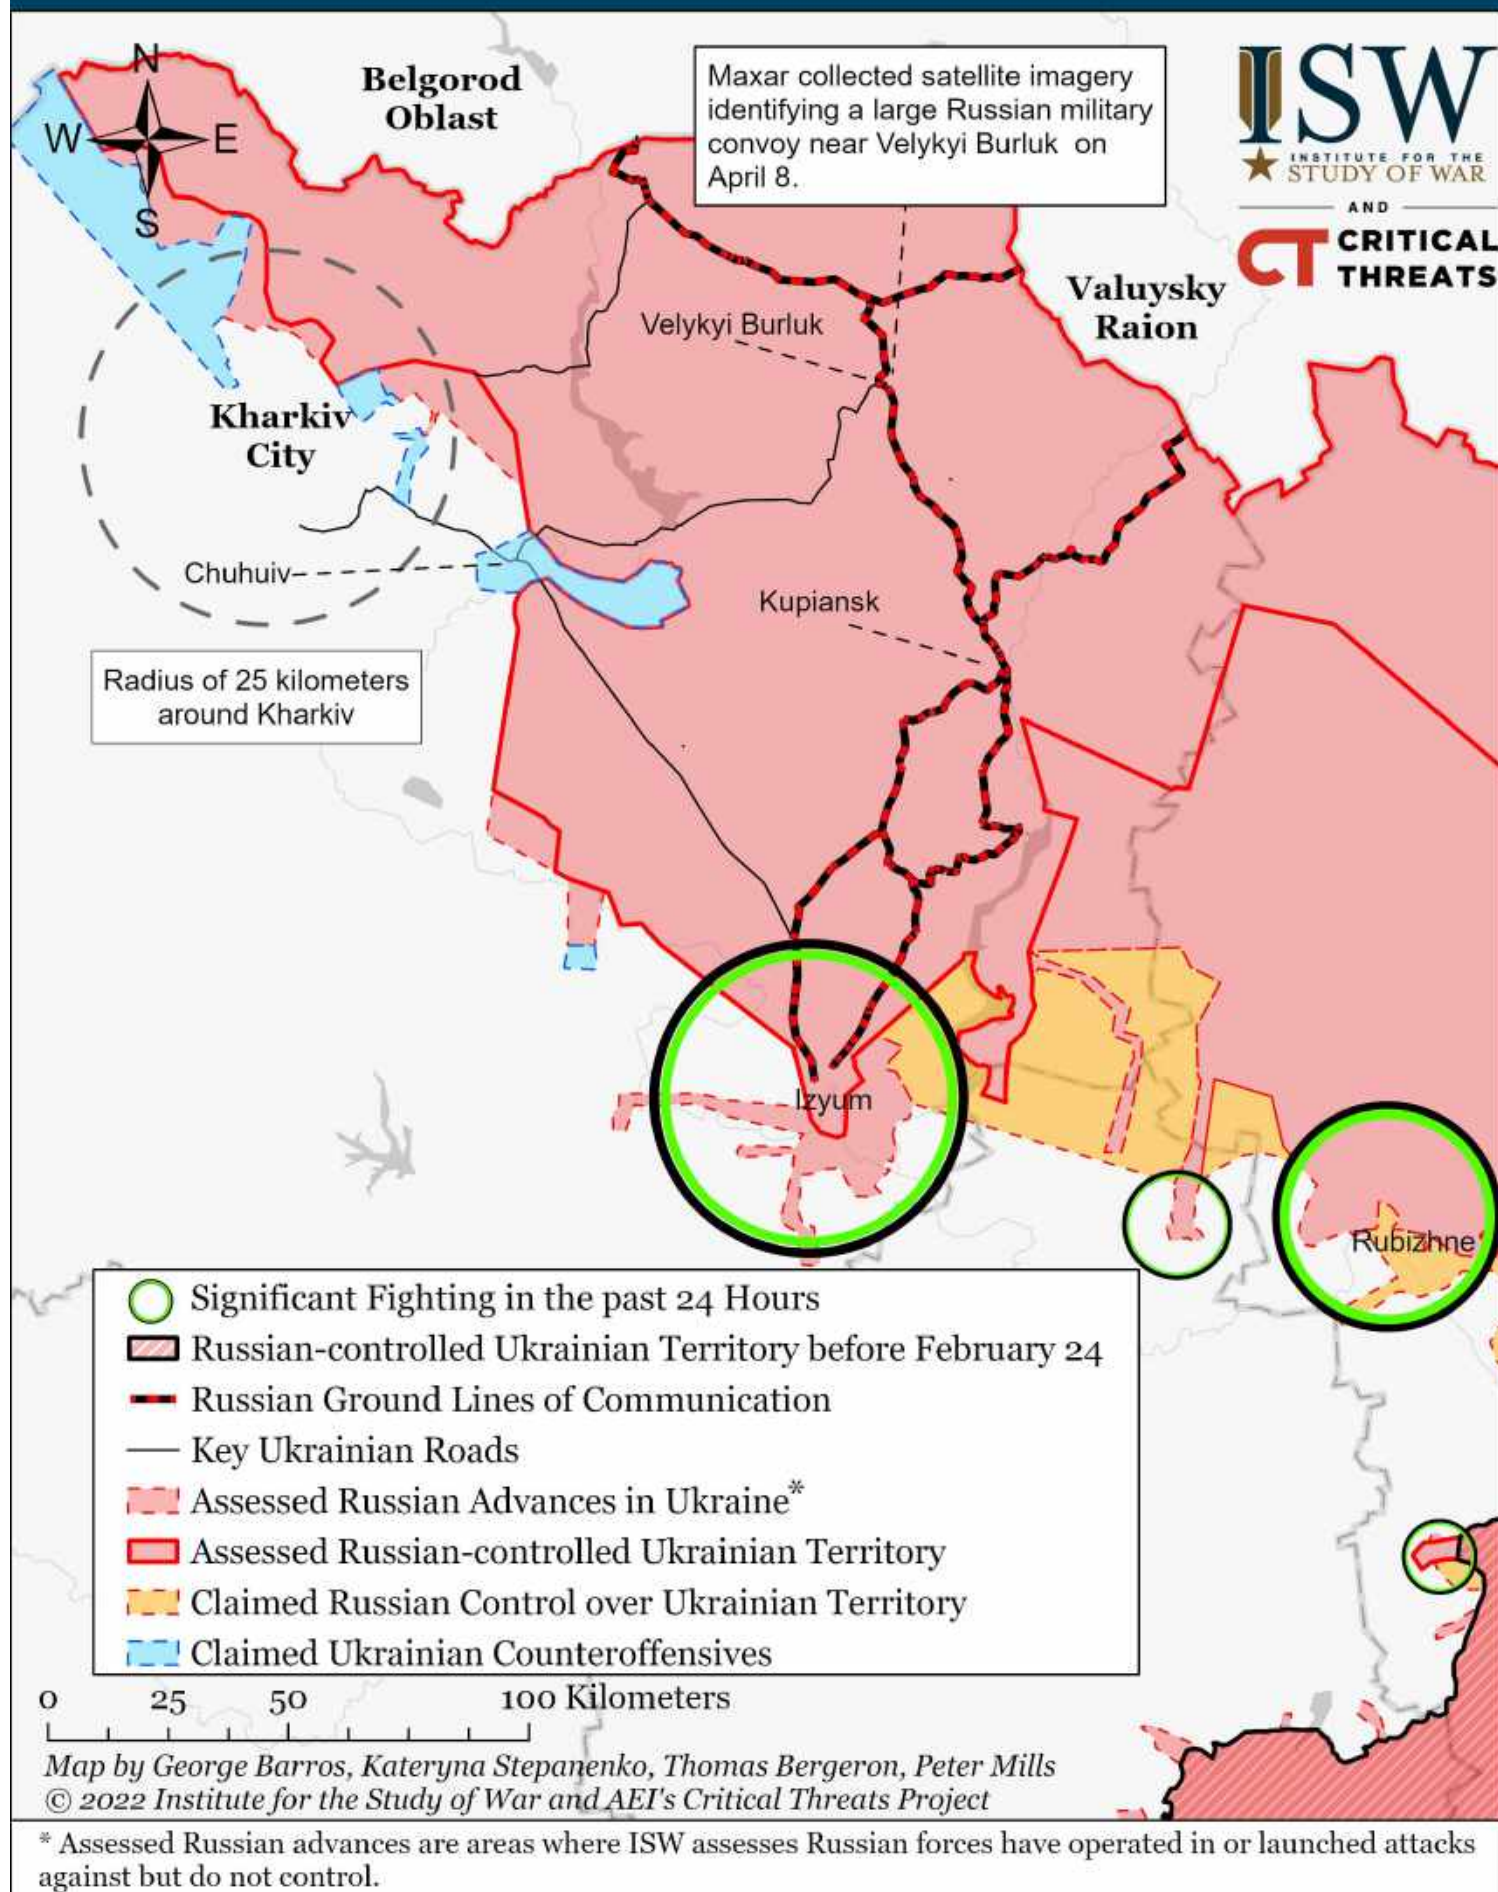 N
W
E
S
Belgorod
Oblast
Maxar collected satellite imagery
identifying a large Russian military
convoy near Velykyi Burluk on
April 8.
ISW
INSTITUTE FOR THE
STUDY OF WAR
AND
CT CRITICAL
THREATS
Valuysky
Raion
Velykyi Burluk
Kharkiv
City
Chuhuiv
Kupiansk
Radius of 25 kilometers
around Kharkiv
Izyum
Rubizhne
Significant Fighting in the past 24 Hours
Russian-controlled Ukrainian Territory before February 24
Russian Ground Lines of Communication
Key Ukrainian Roads
Assessed Russian Advances in Ukraine*
Assessed Russian-controlled Ukrainian Territory
Claimed Russian Control over Ukrainian Territory
Claimed Ukrainian Counteroffensives
0 25 50 100 Kilometers
Map by George Barros, Kateryna Stepanenko, Thomas Bergeron, Peter Mills
© 2022 Institute for the Study of War and AEI's Critical Threats Project
* Assessed Russian advances are areas where ISW assesses Russian forces have operated in or launched attacks
against but do not control.